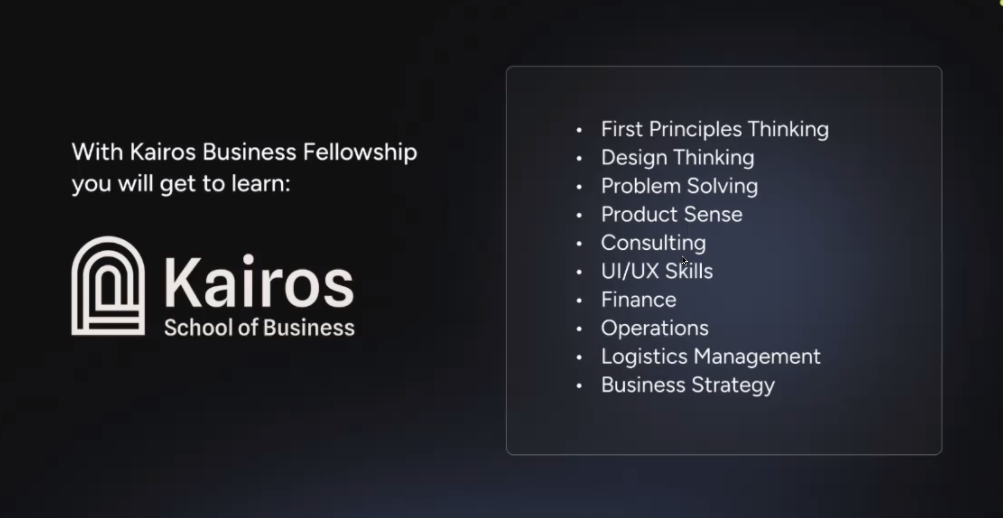 With Kairos Business Fellowship
you will get to learn:
Kairos
School of Business
• First Principles Thinking
• Design Thinking
• Problem Solving
• Product Sense
• Consulting
• UI/UX Skills
• Finance
• Operations
• Logistics Management
• Business Strategy